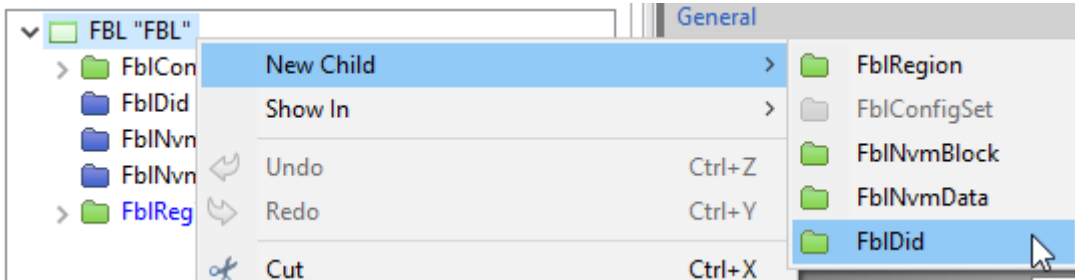 FBL "FBL"
FblCon
FblDid
FblNvn
FblNvn
FblReg
General
New Child
Show In
Undo Ctrl+Z
Redo Ctrl+Y
Cut Ctrl+X
FblRegion
FblConfigSet
FblNvmBlock
FblNvmData
FblDid